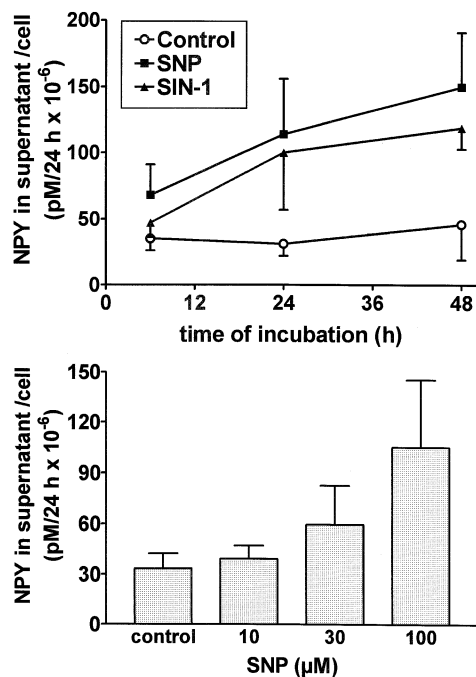 NPY in supernatant /cell
(pM/24 h x 10⁻⁶)
200
150
100
50
0
Control
SNP
SIN-1
0 12 24 36 48
time of incubation (h)
NPY in supernatant /cell
(pM/24 h x 10⁻⁶)
150
120
90
60
30
0
control 10 30 100
SNP (µM)